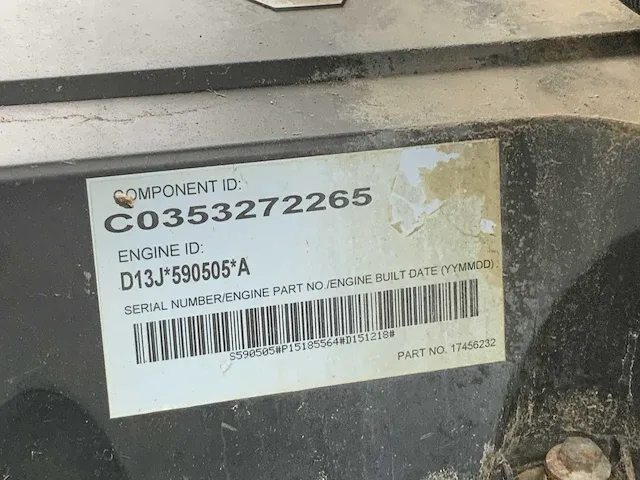 COMPONENT ID:
C0353272265
ENGINE ID:
D13J*590505*A
SERIAL NUMBER/ENGINE PART NO./ENGINE BUILT DATE (YYMMDD)
S590505#P15185564#D151218#
PART NO. 17456232